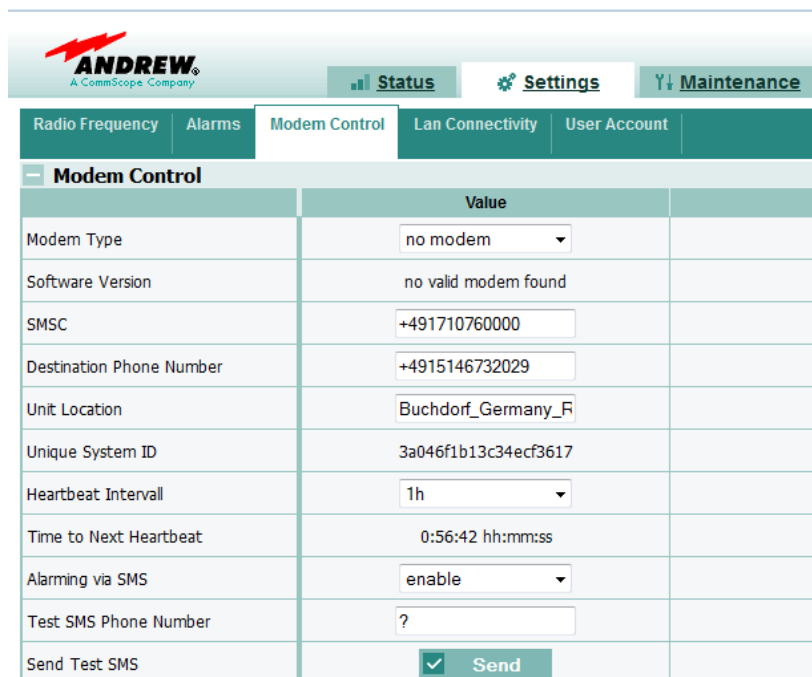 ANDREW®
A CommScope Company
Status Settings Maintenance
Radio Frequency Alarms Modem Control Lan Connectivity User Account
Modem Control
Value
Modem Type no modem
Software Version no valid modem found
SMSC +491710760000
Destination Phone Number +4915146732029
Unit Location Buchdorf_Germany_R
Unique System ID 3a046f1b13c34ecf3617
Heartbeat Intervall 1h
Time to Next Heartbeat 0:56:42 hh:mm:ss
Alarming via SMS enable
Test SMS Phone Number ?
Send Test SMS Send